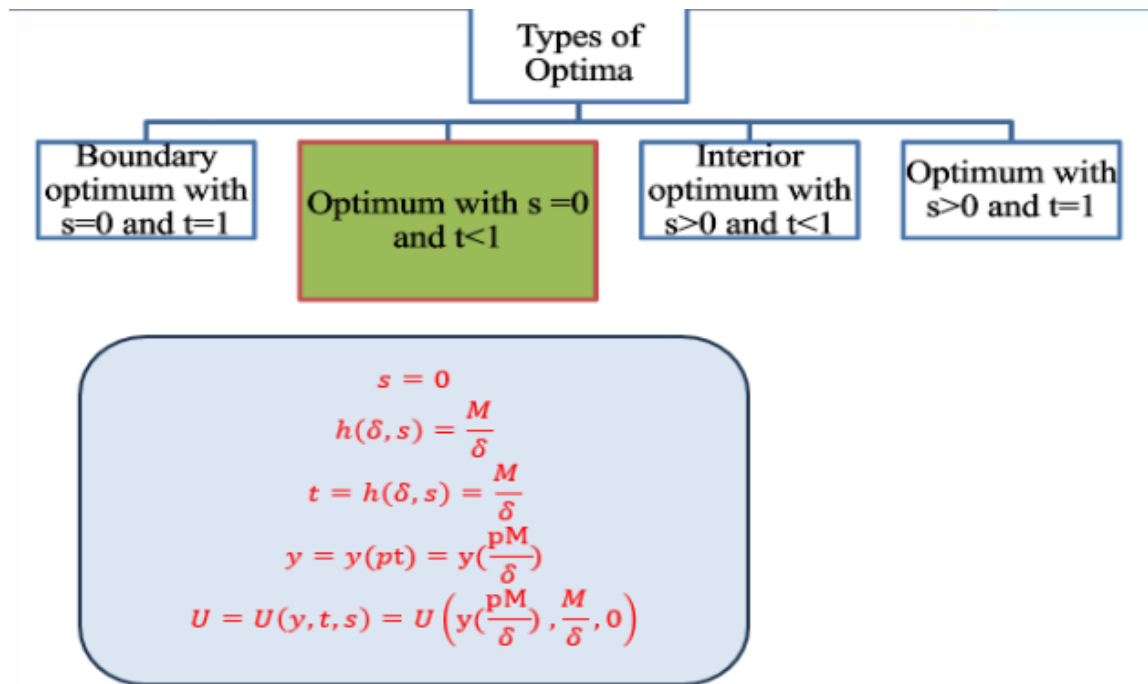 Types of
Optima
Boundary
optimum with
s=0 and t=1
Optimum with s =0
and t<1
Interior
optimum with
s>0 and t<1
Optimum with
s>0 and t=1
s = 0
h(δ, s) = M/δ
t = h(δ, s) = M/δ
y = y(pt) = y(pM/δ)
U = U(y, t, s) = U(y(pM/δ), M/δ, 0)